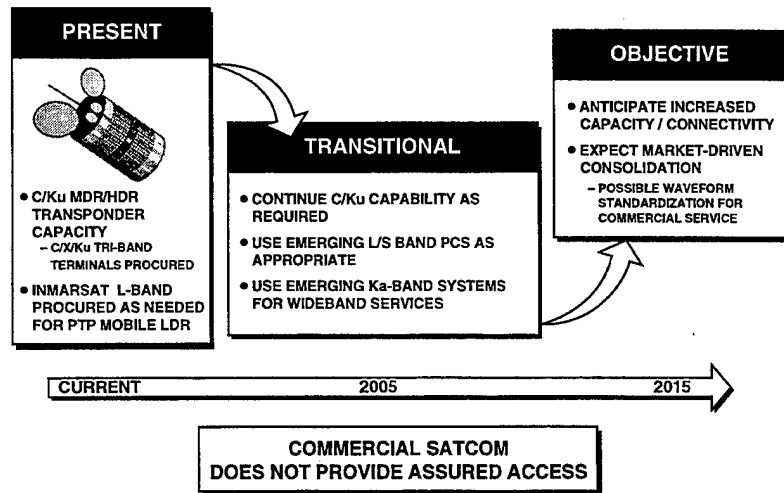 PRESENT
• C/Ku MDR/HDR
TRANSPONDER
CAPACITY
– C/X/Ku TRI-BAND
TERMINALS PROCURED
• INMARSAT L-BAND
PROCURED AS NEEDED
FOR PTP MOBILE LDR
TRANSITIONAL
• CONTINUE C/Ku CAPABILITY AS
REQUIRED
• USE EMERGING L/S BAND PCS AS
APPROPRIATE
• USE EMERGING Ka-BAND SYSTEMS
FOR WIDEBAND SERVICES
OBJECTIVE
• ANTICIPATE INCREASED
CAPACITY / CONNECTIVITY
• EXPECT MARKET-DRIVEN
CONSOLIDATION
– POSSIBLE WAVEFORM
STANDARDIZATION FOR
COMMERCIAL SERVICE
CURRENT 2005 2015
COMMERCIAL SATCOM
DOES NOT PROVIDE ASSURED ACCESS